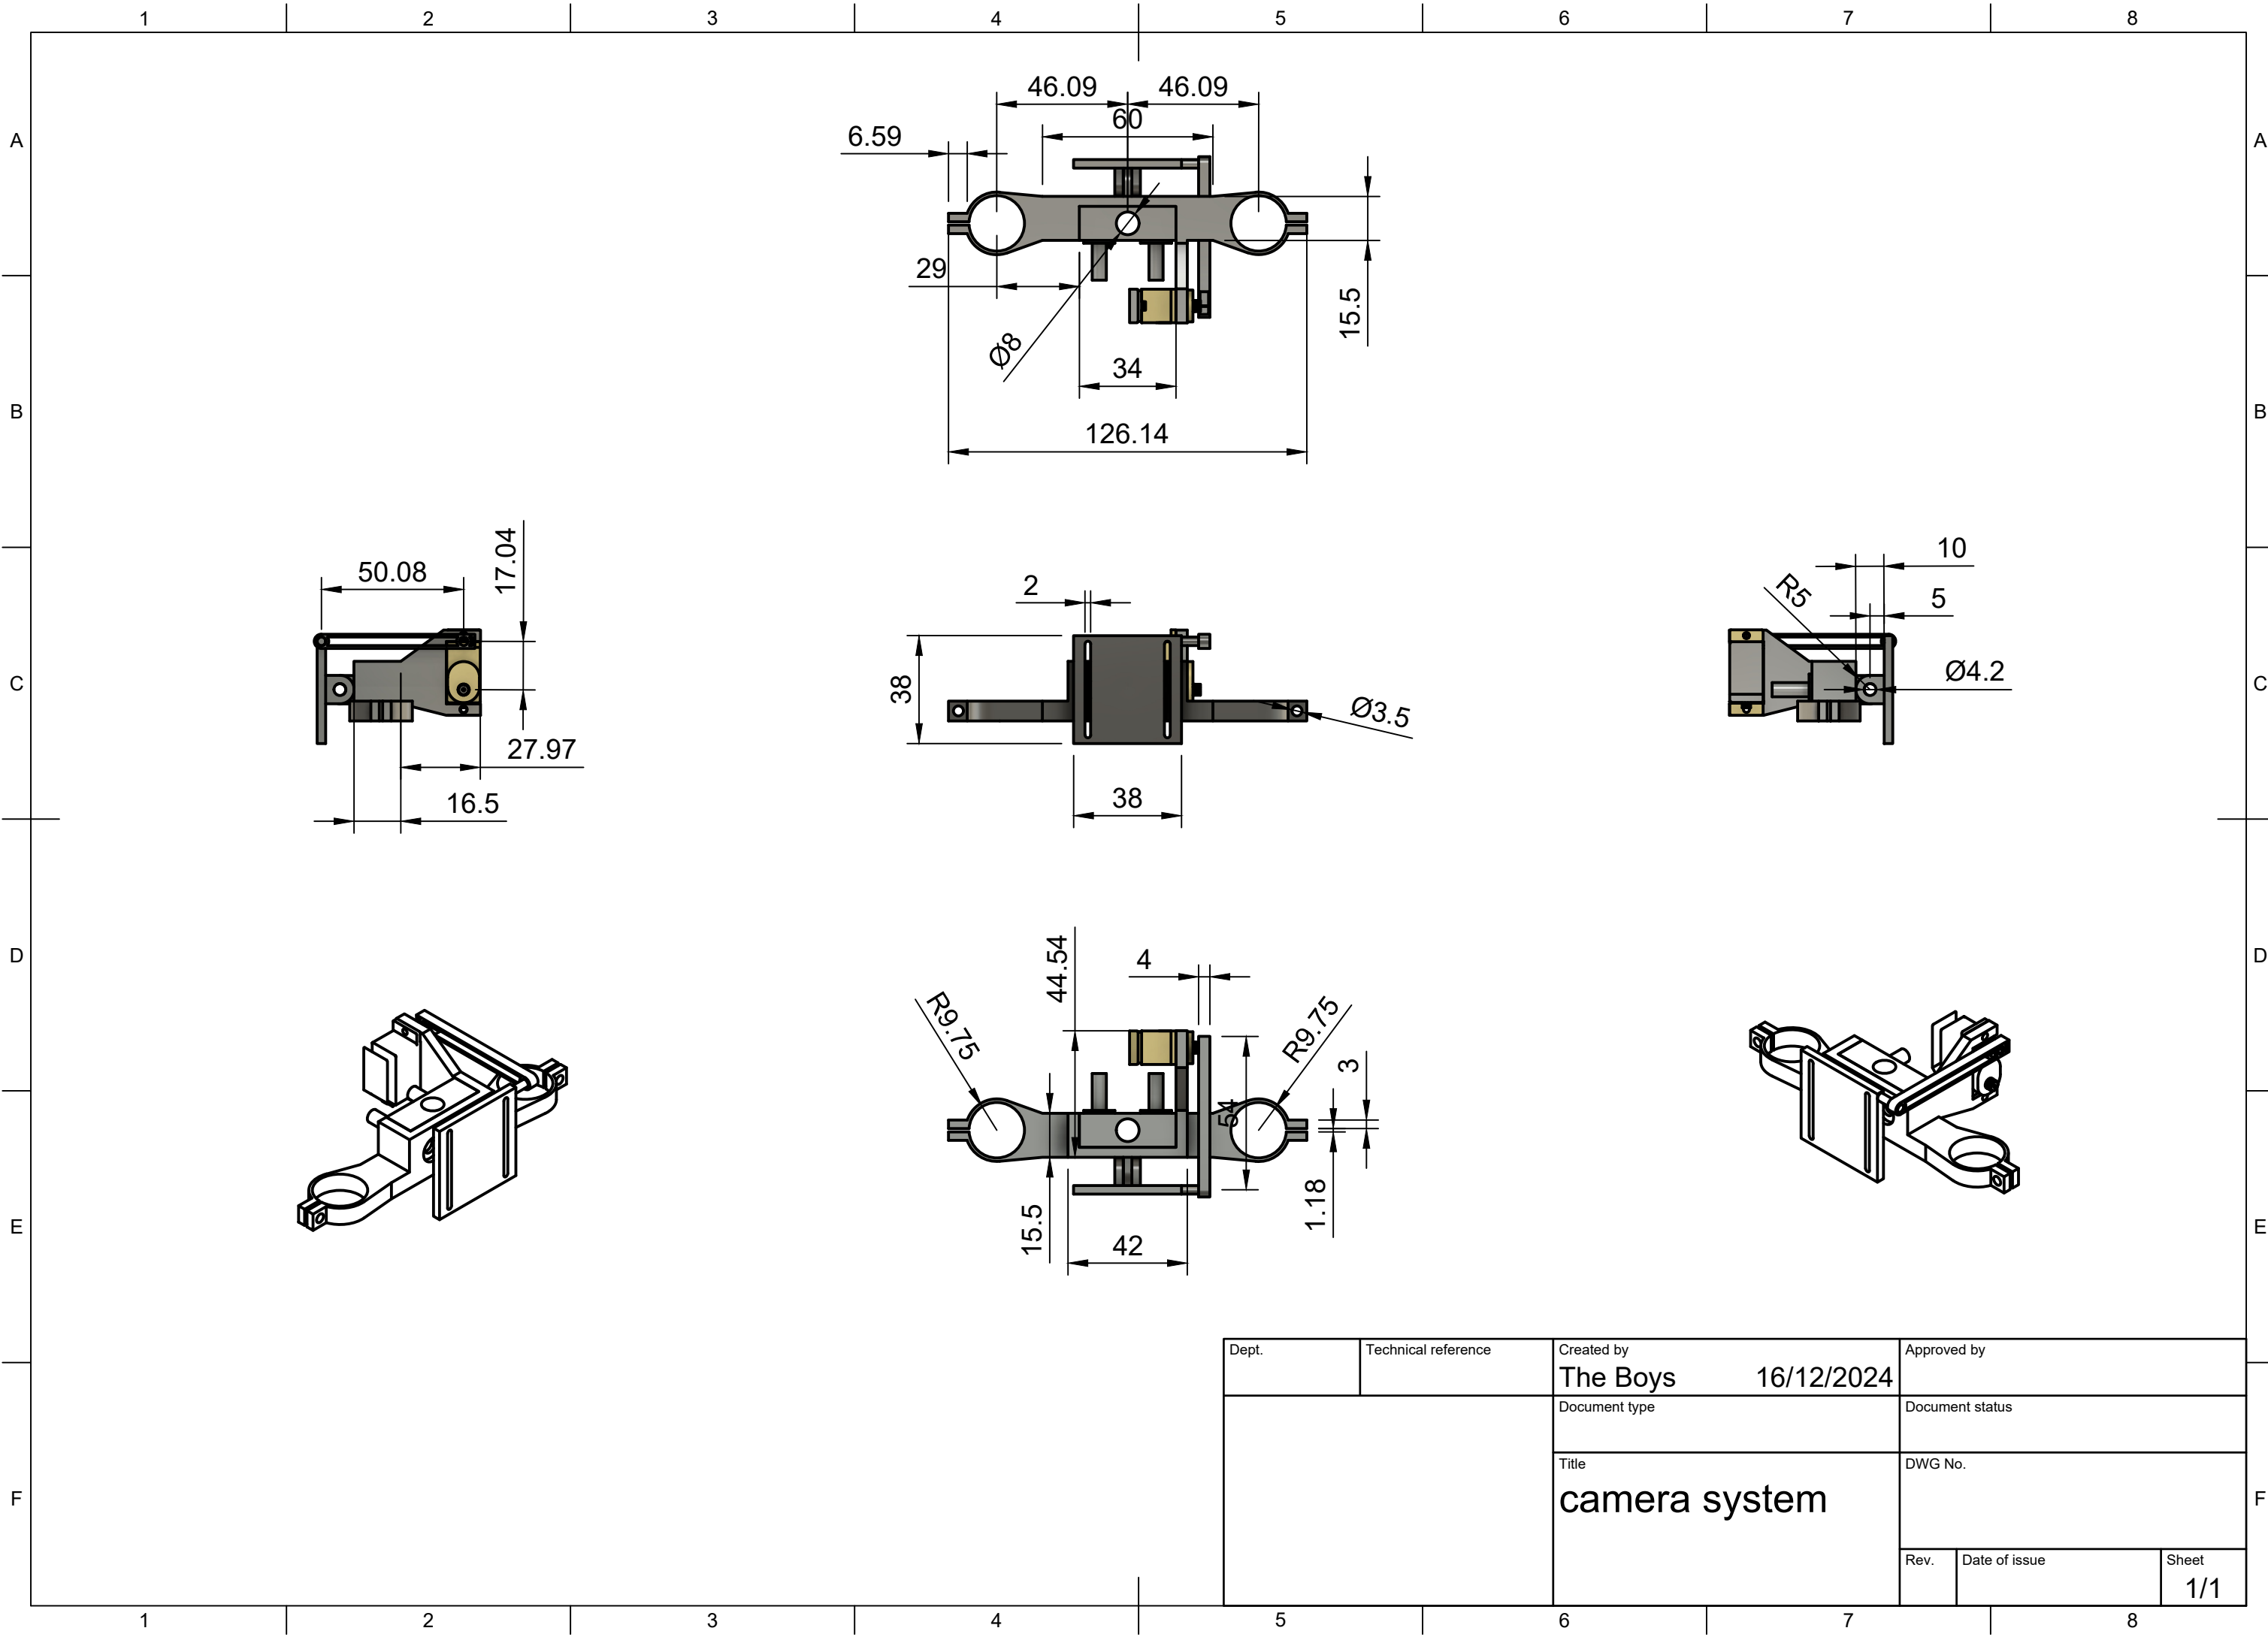 1 2 3 4 5 6 7 8
A A
46.09 46.09
60
6.59
29
15.5
Ø8
34
B B
126.14
50.08
17.04
2
10
R5
5
38
Ø3.5
Ø4.2
C C
27.97
16.5
38
D D
44.54
4
R9.75
R9.75
3
54
15.5
1.18
42
E E
Dept. Technical reference Created by Approved by
The Boys 16/12/2024
Document type Document status
Title DWG No.
camera system
F F
Rev. Date of issue Sheet
1/1
1 2 3 4 5 6 7 8